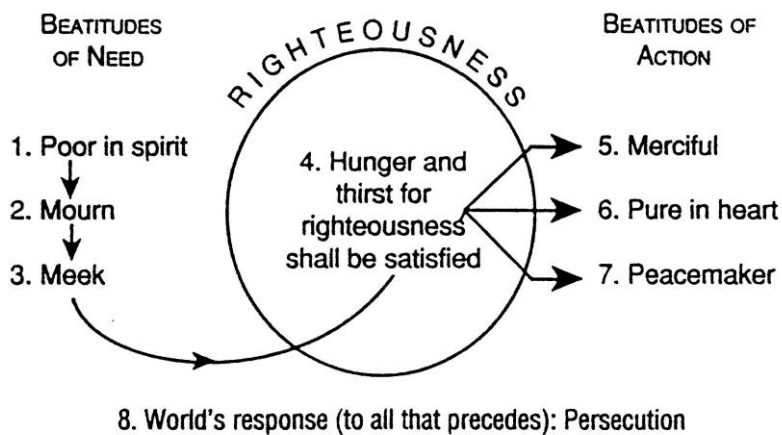 BEATITUDES
OF NEED
RIGHTEOUSNESS
BEATITUDES OF
ACTION
1. Poor in spirit
2. Mourn
3. Meek
4. Hunger and
thirst for
righteousness
shall be satisfied
5. Merciful
6. Pure in heart
7. Peacemaker
8. World's response (to all that precedes): Persecution